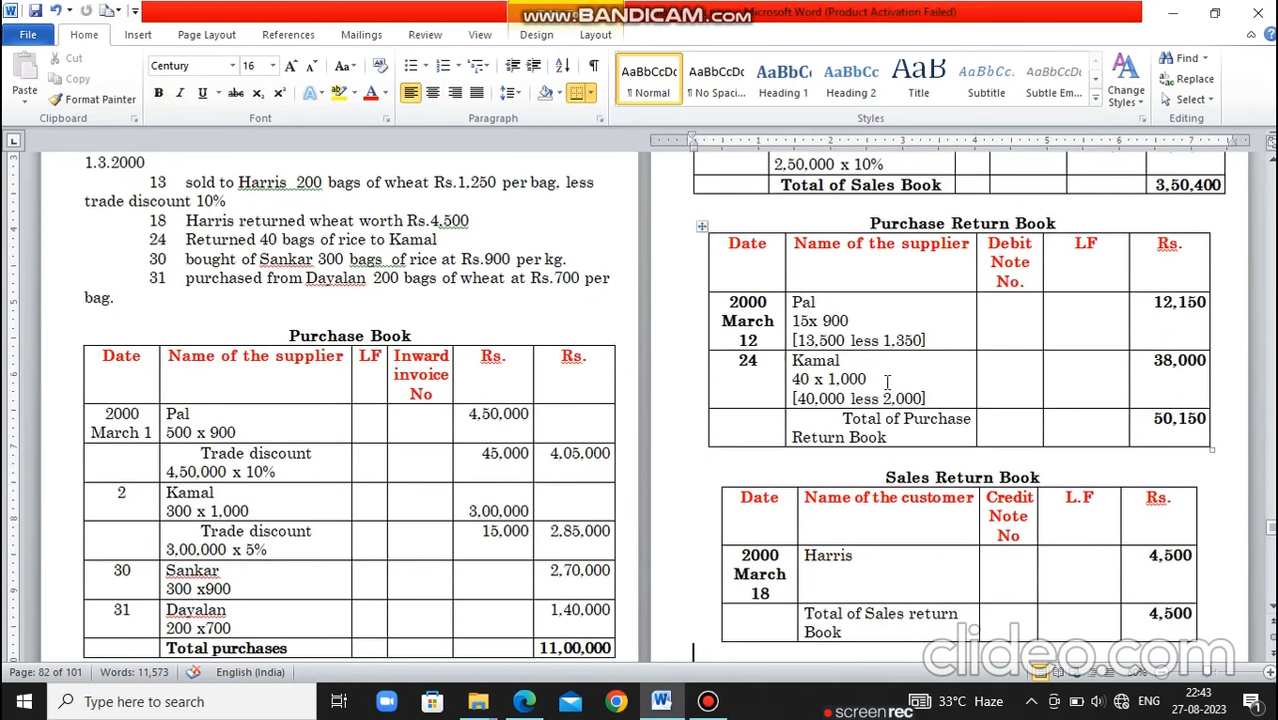 www.BANDICAM.com
Microsoft Word (Product Activation Failed)
File Home Insert Page Layout References Mailings Review View Design Layout
Cut
Copy
Format Painter
Paste
Clipboard
Century 16
Font
Paragraph
AaBbCcDc AaBbCcDc AaBbC AaBbCc AaB AaBbCc. AaBbCcDc
¶ Normal ¶ No Spaci... Heading 1 Heading 2 Title Subtitle Subtle Em...
Styles
Change Styles
Find
Replace
Select
Editing
1.3.2000
13 sold to Harris 200 bags of wheat Rs.1,250 per bag, less
trade discount 10%
18 Harris returned wheat worth Rs.4,500
24 Returned 40 bags of rice to Kamal
30 bought of Sankar 300 bags of rice at Rs.900 per kg.
31 purchased from Dayalan 200 bags of wheat at Rs.700 per
bag.
Purchase Book
Date Name of the supplier LF Inward Rs. Rs.
invoice
No
2000 Pal 4,50,000
March 1 500 x 900
Trade discount 45,000 4,05,000
4,50,000 x 10%
2 Kamal
300 x 1,000 3,00,000
Trade discount 15,000 2,85,000
3,00,000 x 5%
30 Sankar 2,70,000
300 x900
31 Dayalan 1,40,000
200 x700
Total purchases 11,00,000
2,50,000 x 10%
Total of Sales Book 3,50,400
Purchase Return Book
Date Name of the supplier Debit LF Rs.
Note
No.
2000 Pal 12,150
March 15x 900
12 [13,500 less 1,350]
24 Kamal 38,000
40 x 1,000
[40,000 less 2,000]
Total of Purchase 50,150
Return Book
Sales Return Book
Date Name of the customer Credit L.F Rs.
Note
No
2000 Harris 4,500
March
18
Total of Sales return 4,500
Book
clideo.com
Page: 82 of 101 Words: 11,573 English (India)
Type here to search
33°C Haze
ENG
22:43
27-08-2023
screenrec